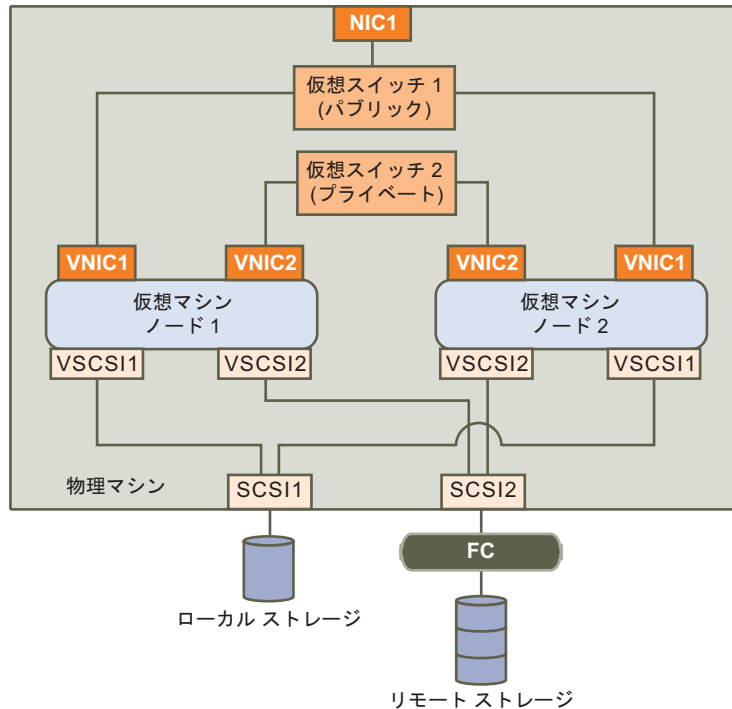 NIC1
仮想スイッチ 1
(パブリック)
仮想スイッチ 2
(プライベート)
VNIC1
VNIC2
VNIC2
VNIC1
仮想マシン
ノード 1
仮想マシン
ノード 2
VSCSI1
VSCSI2
VSCSI2
VSCSI1
物理マシン
SCSI1
SCSI2
FC
ローカル ストレージ
リモート ストレージ